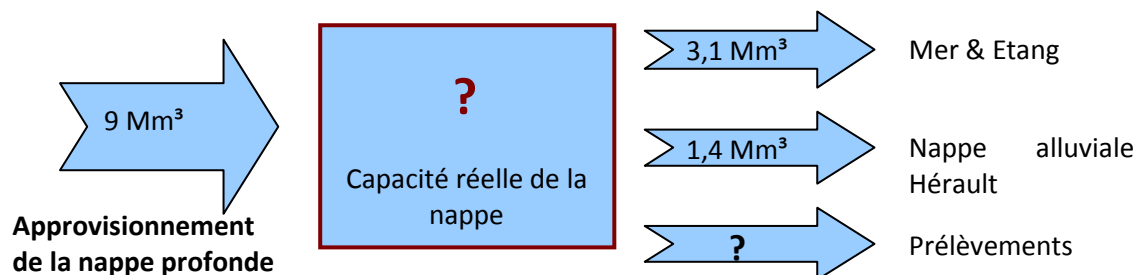 9 Mm³
Approvisionnement
de la nappe profonde
?
Capacité réelle de la
nappe
3,1 Mm³
Mer & Etang
1,4 Mm³
Nappe alluviale
Hérault
?
Prélèvements